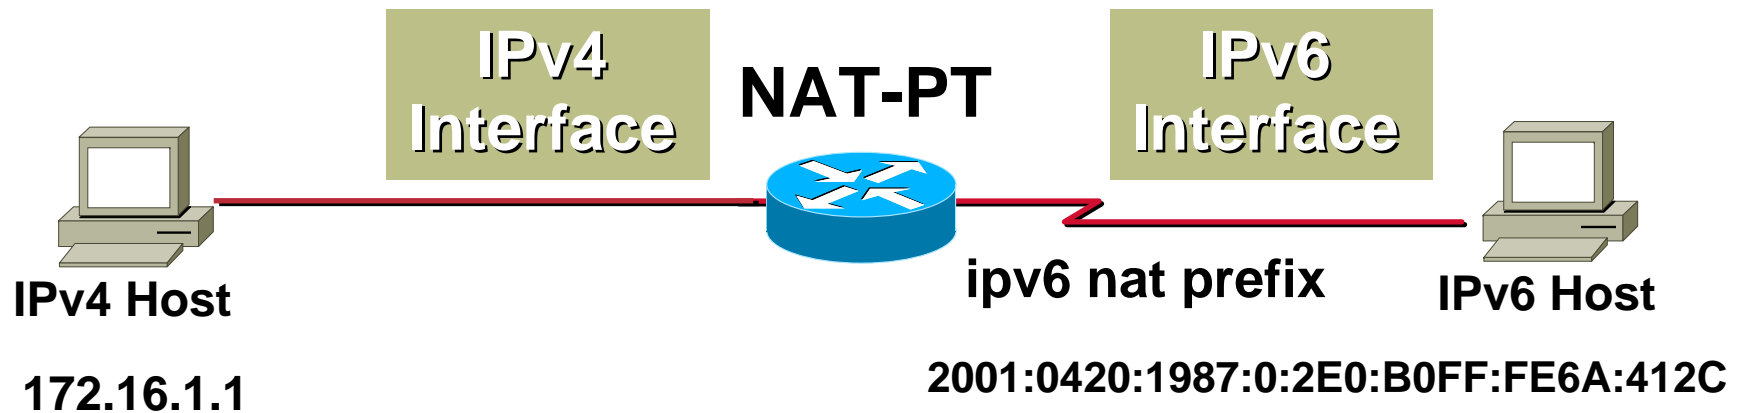 IPv4
Interface
NAT-PT
IPv6
Interface
ipv6 nat prefix
IPv4 Host
IPv6 Host
172.16.1.1
2001:0420:1987:0:2E0:B0FF:FE6A:412C